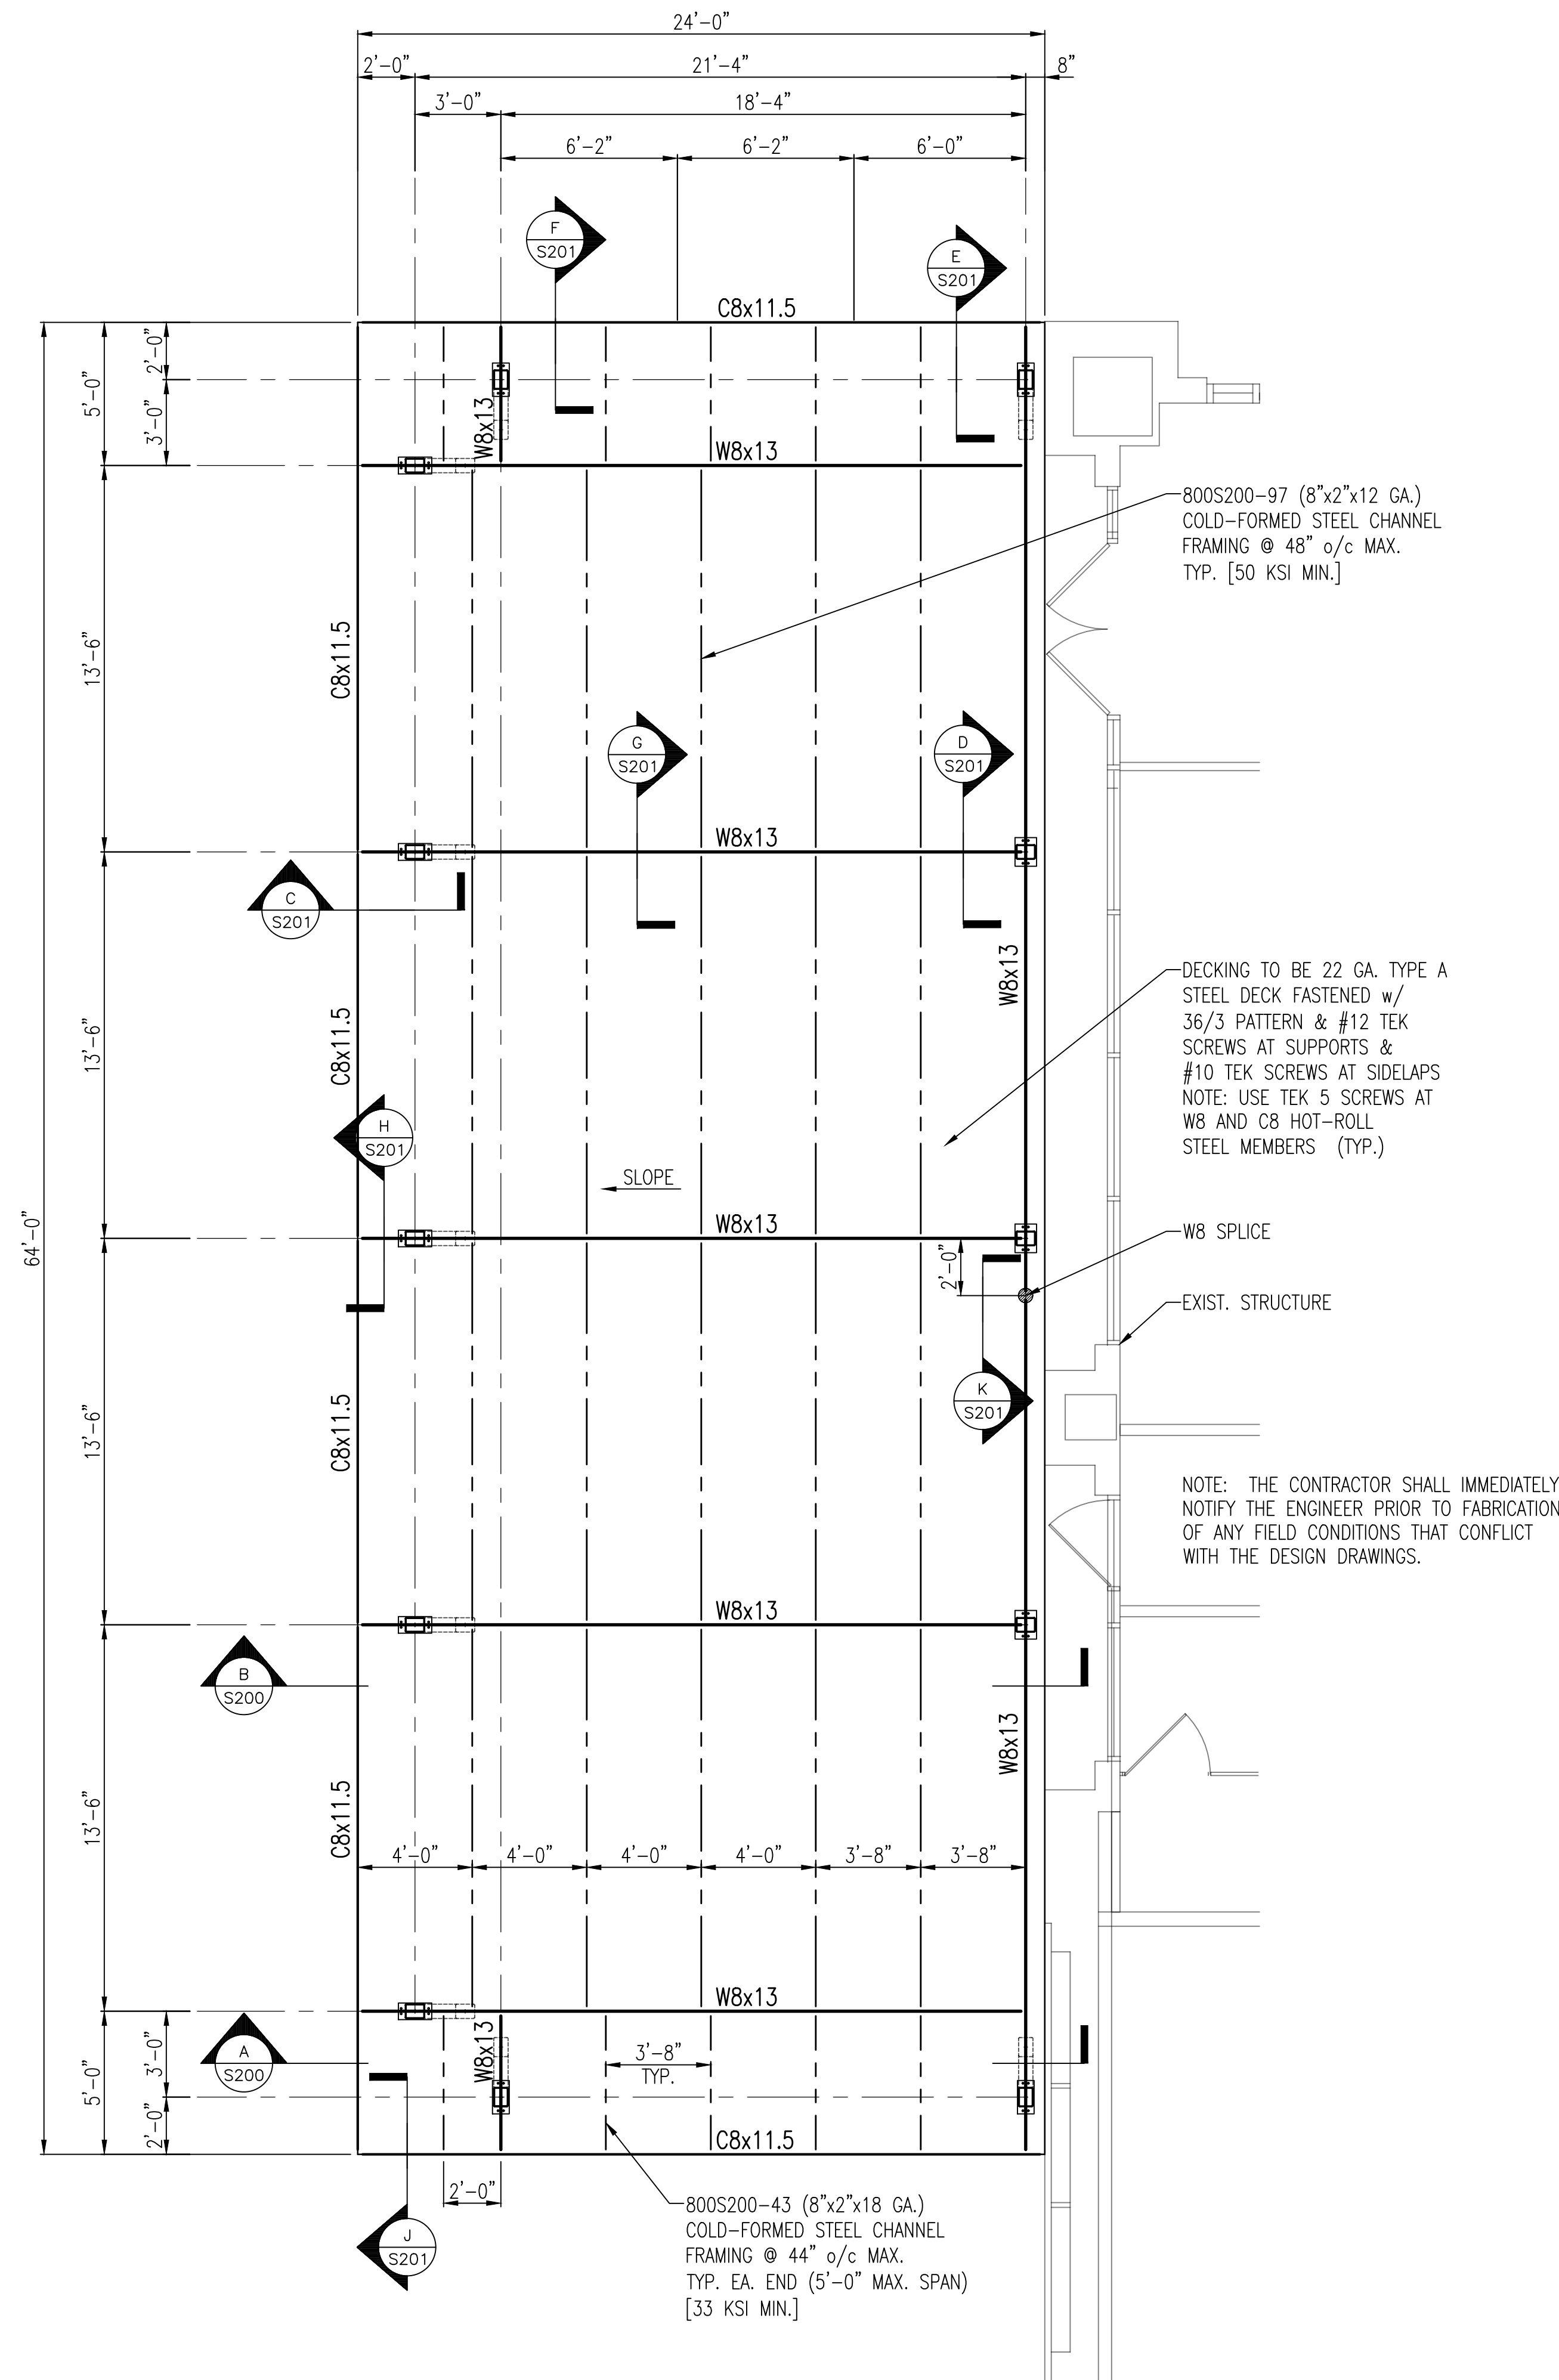 24'-0"
2'-0"
21'-4"
8"
3'-0"
18'-4"
6'-2"
6'-2"
6'-0"
F
S201
E
S201
C8x11.5
5'-0"
2'-0"
3'-0"
W8x13
W8x13
800S200-97 (8"x2"x12 GA.)
COLD-FORMED STEEL CHANNEL
FRAMING @ 48" o/c MAX.
TYP. [50 KSI MIN.]
13'-6"
C8x11.5
G
S201
D
S201
W8x13
C
S201
W8x13
DECKING TO BE 22 GA. TYPE A
STEEL DECK FASTENED w/
36/3 PATTERN & #12 TEK
SCREWS AT SUPPORTS &
#10 TEK SCREWS AT SIDELAPS
NOTE: USE TEK 5 SCREWS AT
W8 AND C8 HOT-ROLL
STEEL MEMBERS (TYP.)
13'-6"
C8x11.5
H
S201
SLOPE
64'-0"
W8x13
2'-0"
W8 SPLICE
EXIST. STRUCTURE
13'-6"
C8x11.5
K
S201
NOTE: THE CONTRACTOR SHALL IMMEDIATELY
NOTIFY THE ENGINEER PRIOR TO FABRICATION
OF ANY FIELD CONDITIONS THAT CONFLICT
WITH THE DESIGN DRAWINGS.
W8x13
B
S200
W8x13
13'-6"
C8x11.5
4'-0"
4'-0"
4'-0"
4'-0"
3'-8"
3'-8"
W8x13
5'-0"
3'-0"
2'-0"
A
S200
W8x13
3'-8"
TYP.
C8x11.5
2'-0"
J
S201
800S200-43 (8"x2"x18 GA.)
COLD-FORMED STEEL CHANNEL
FRAMING @ 44" o/c MAX.
TYP. EA. END (5'-0" MAX. SPAN)
[33 KSI MIN.]